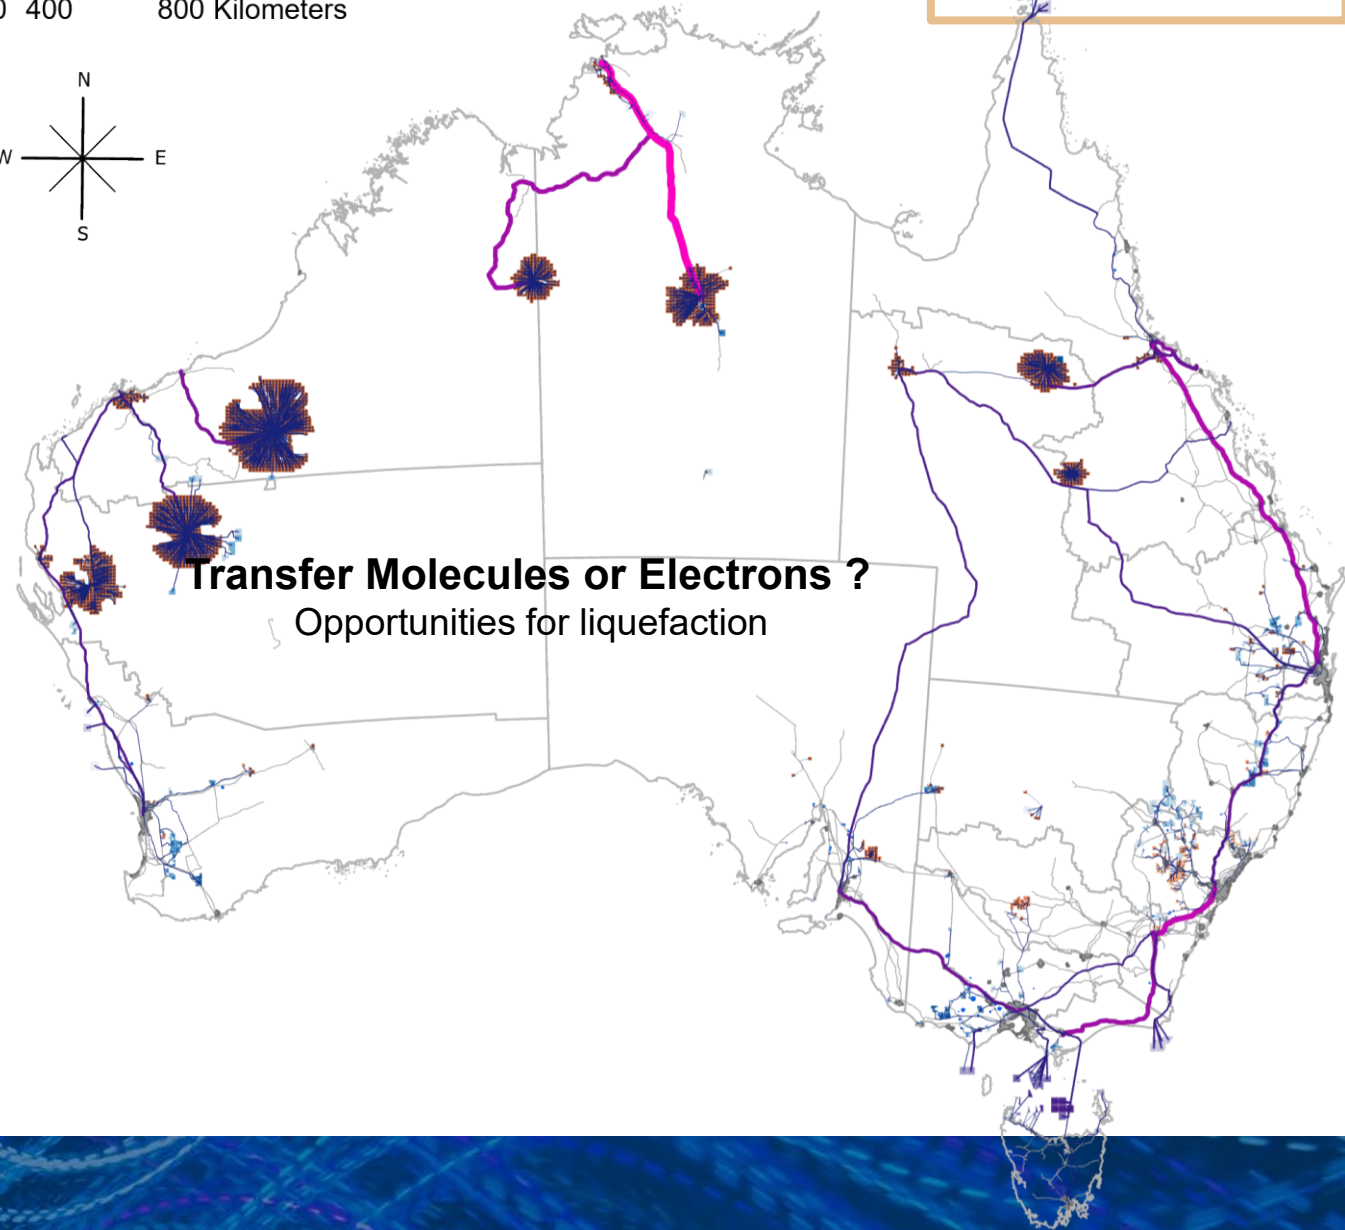 400 800 Kilometers
N
W E
S
Transfer Molecules or Electrons ?
Opportunities for liquefaction